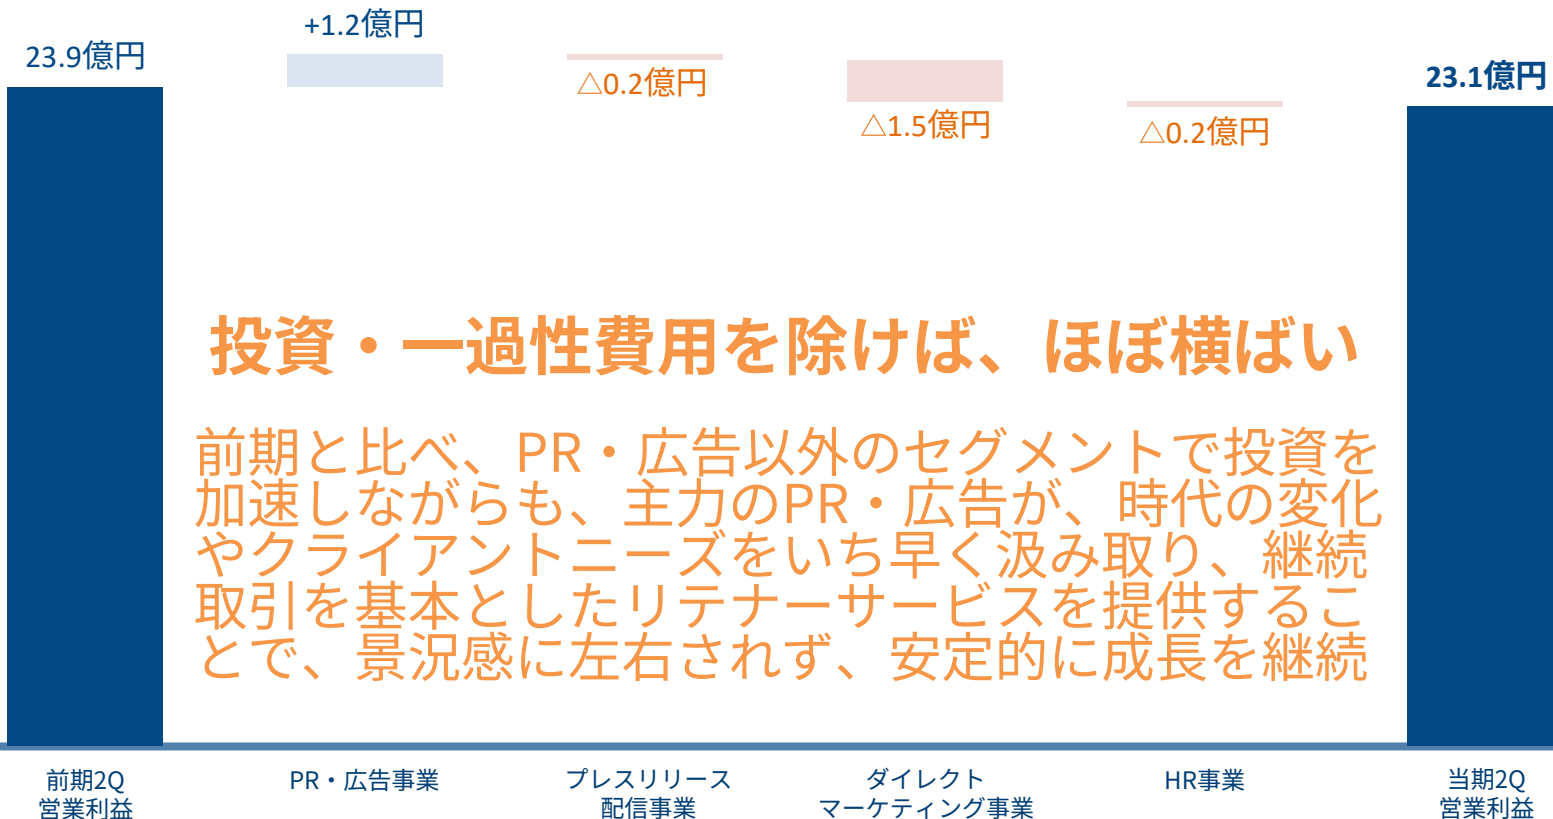 +1.2億円
23.9億円
△0.2億円
△1.5億円
△0.2億円
23.1億円
投資・一過性費用を除けば、ほぼ横ばい
前期と比べ、PR・広告以外のセグメントで投資を
加速しながらも、主力のPR・広告が、時代の変化
やクライアントニーズをいち早く汲み取り、継続
取引を基本としたリテナーサービスを提供するこ
とで、景況感に左右されず、安定的に成長を継続
前期2Q
営業利益
PR・広告事業
プレスリリース
配信事業
ダイレクト
マーケティング事業
HR事業
当期2Q
営業利益